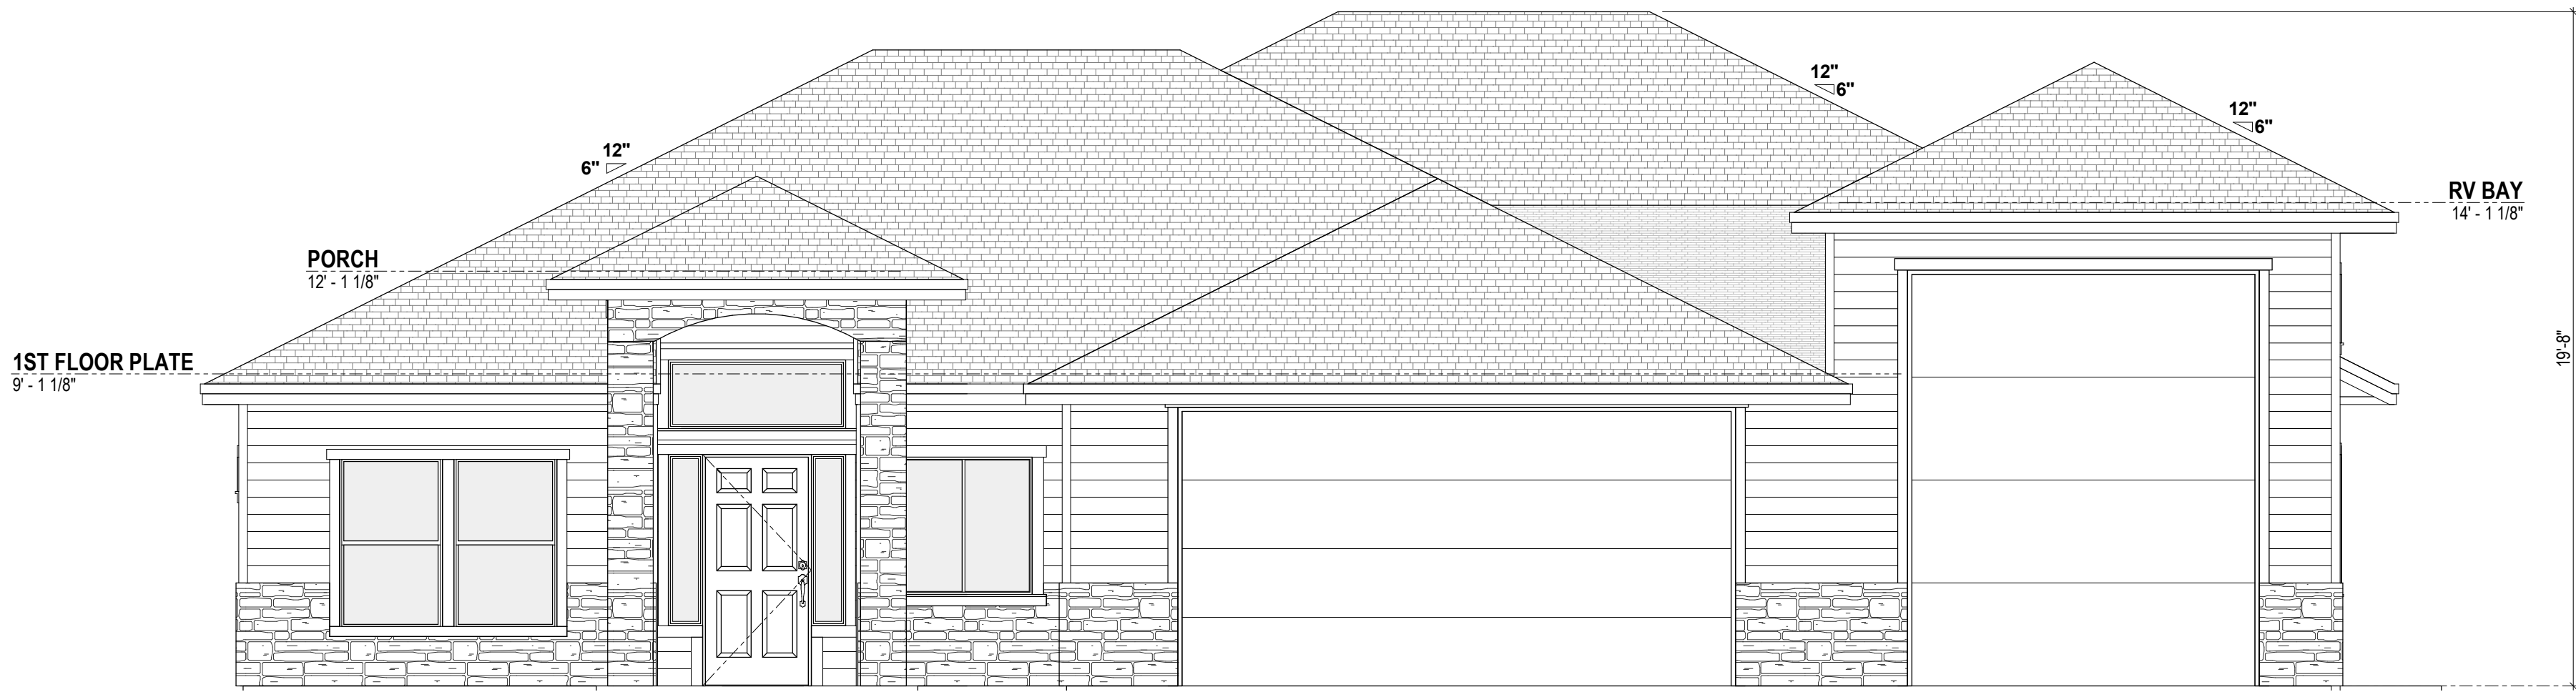 12"
6"
12"
6"
12"
6"
RV BAY
14' - 1 1/8"
PORCH
12' - 1 1/8"
1ST FLOOR PLATE
9' - 1 1/8"
19'-8"